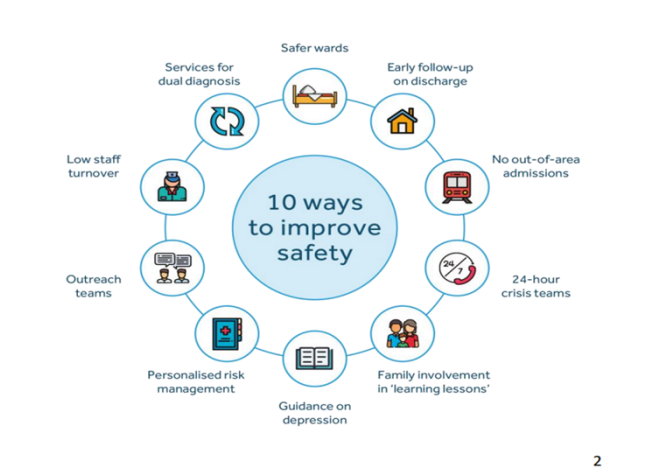 Safer wards
Services for
dual diagnosis
Early follow-up
on discharge
Low staff
turnover
No out-of-area
admissions
10 ways
to improve
safety
24
7
Outreach
teams
24-hour
crisis teams
Personalised risk
management
Family involvement
in ‘learning lessons’
Guidance on
depression
2